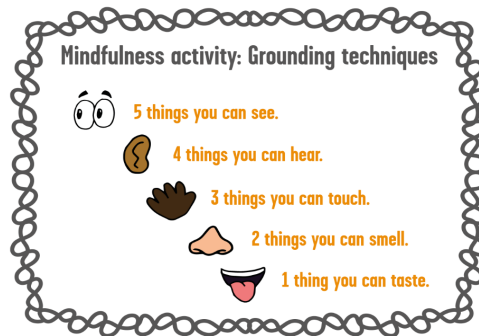 Mindfulness activity: Grounding techniques
5 things you can see.
4 things you can hear.
3 things you can touch.
2 things you can smell.
1 thing you can taste.